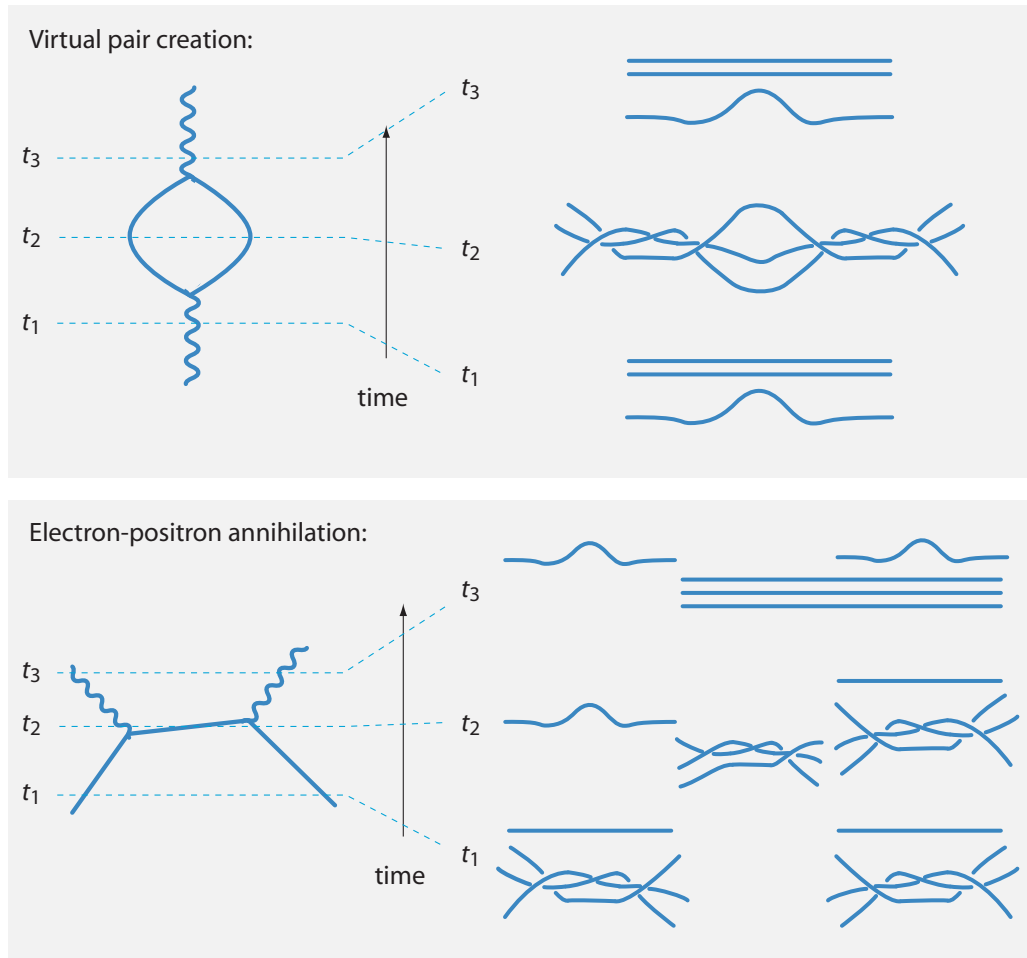 Virtual pair creation:
t3
t3
t2
t2
t1
t1
time
Electron-positron annihilation:
t3
t3
t2
t2
t1
t1
time